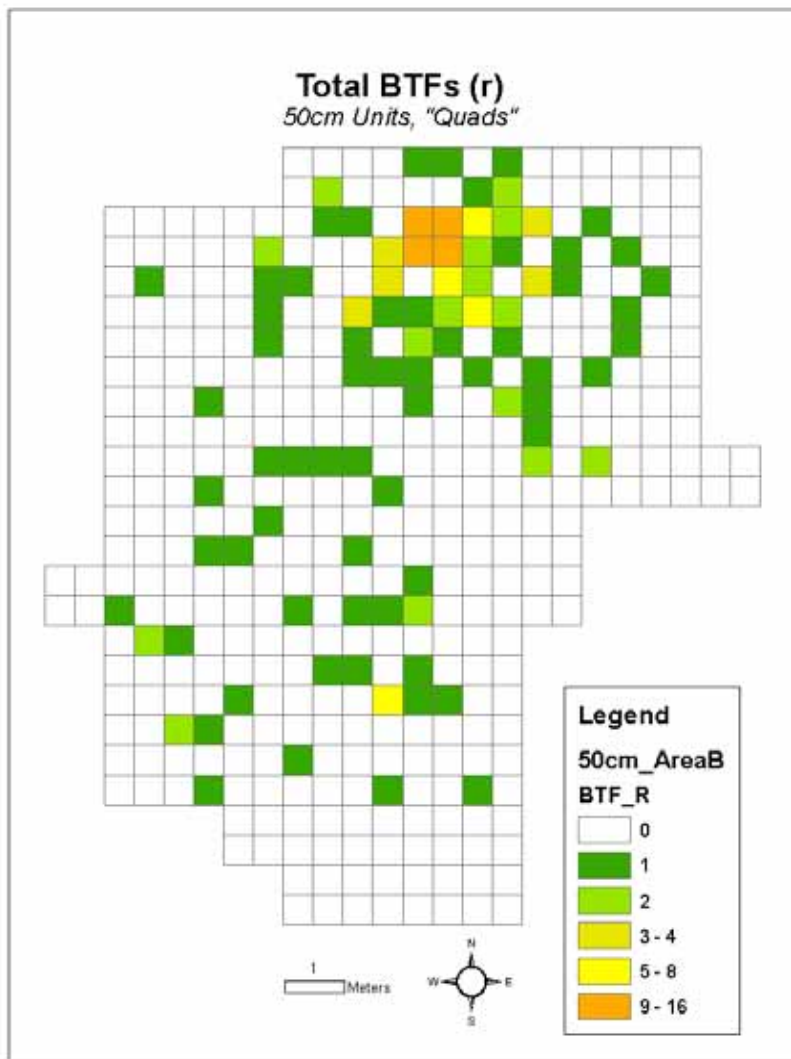 Total BTFs (r)
50cm Units, "Quads"
Legend
50cm_AreaB
BTF_R
0
1
2
3 - 4
5 - 8
9 - 16
1
Meters
N
W E
S